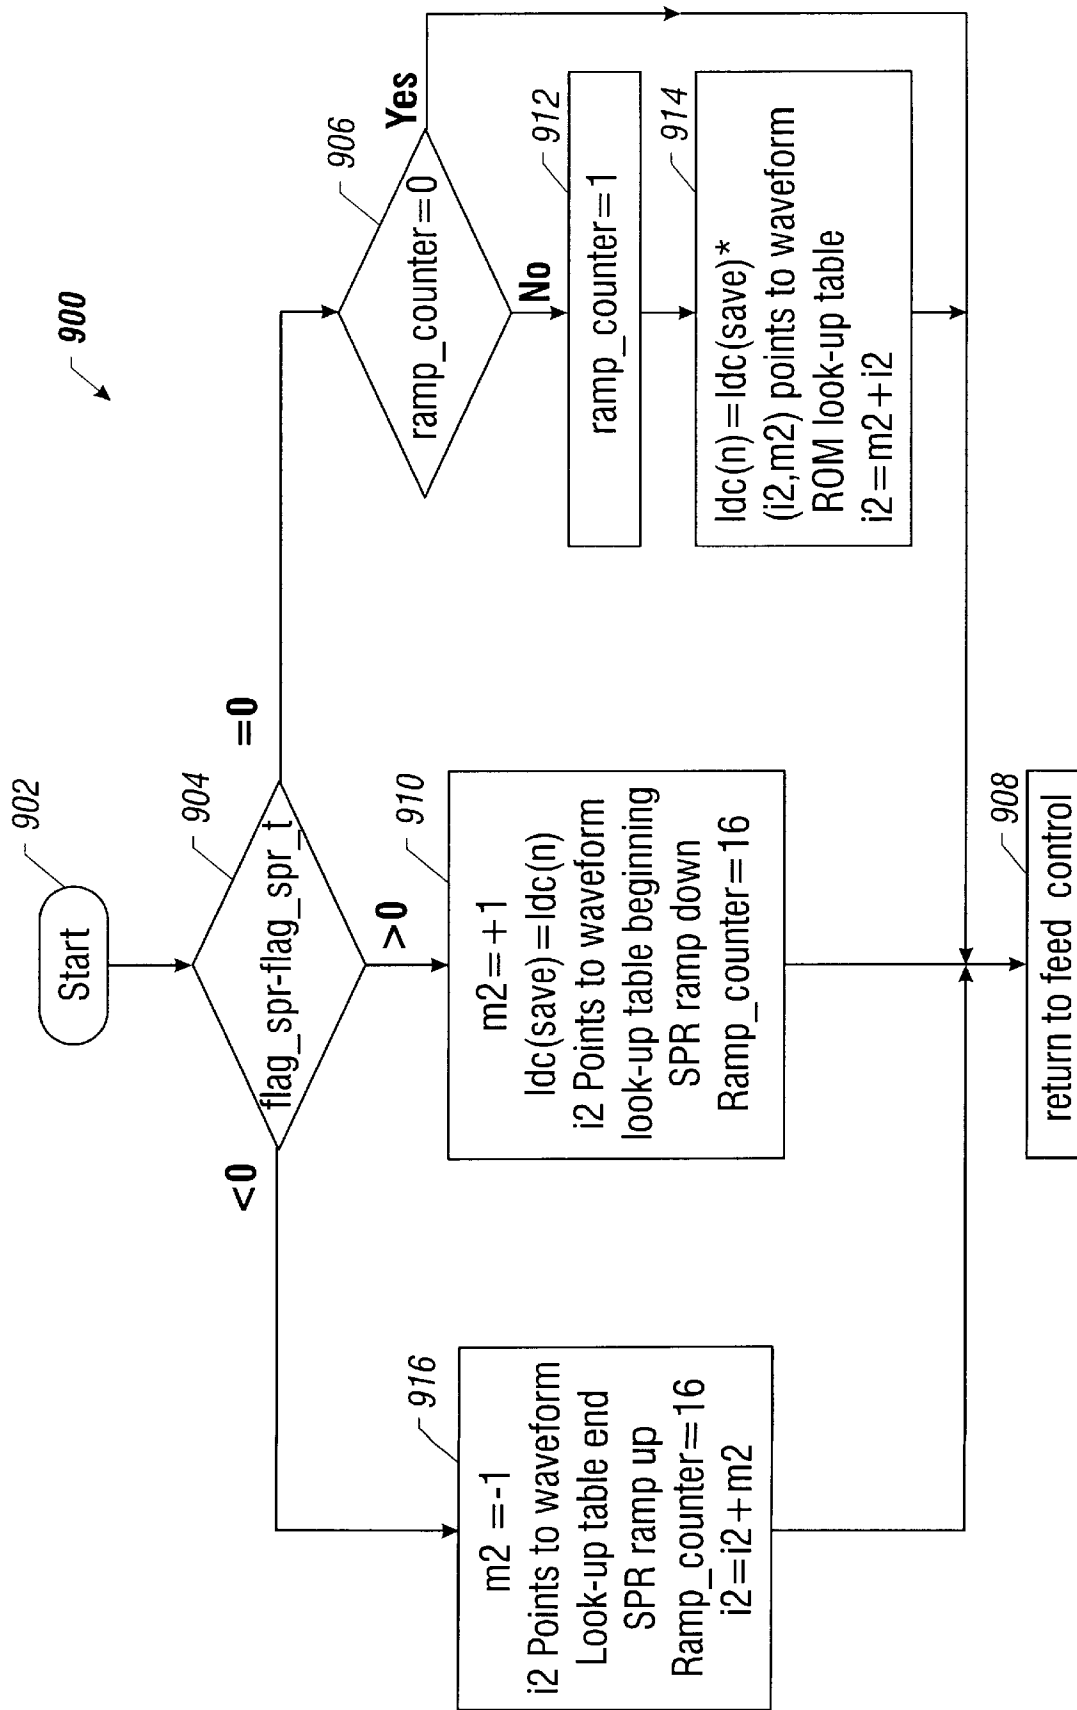 900
902
Start
904
flag_spr-flag_spr_t
<0
>0
=0
906
ramp_counter=0
Yes
No
916
m2 =-1
i2 Points to waveform
Look-up table end
SPR ramp up
Ramp_counter=16
i2=i2+m2
910
m2=+1
Idc(save)=Idc(n)
i2 Points to waveform
look-up table beginning
SPR ramp down
Ramp_counter=16
912
ramp_counter=1
914
Idc(n)=Idc(save)*
(i2,m2) points to waveform
ROM look-up table
i2=m2+i2
908
return to feed control